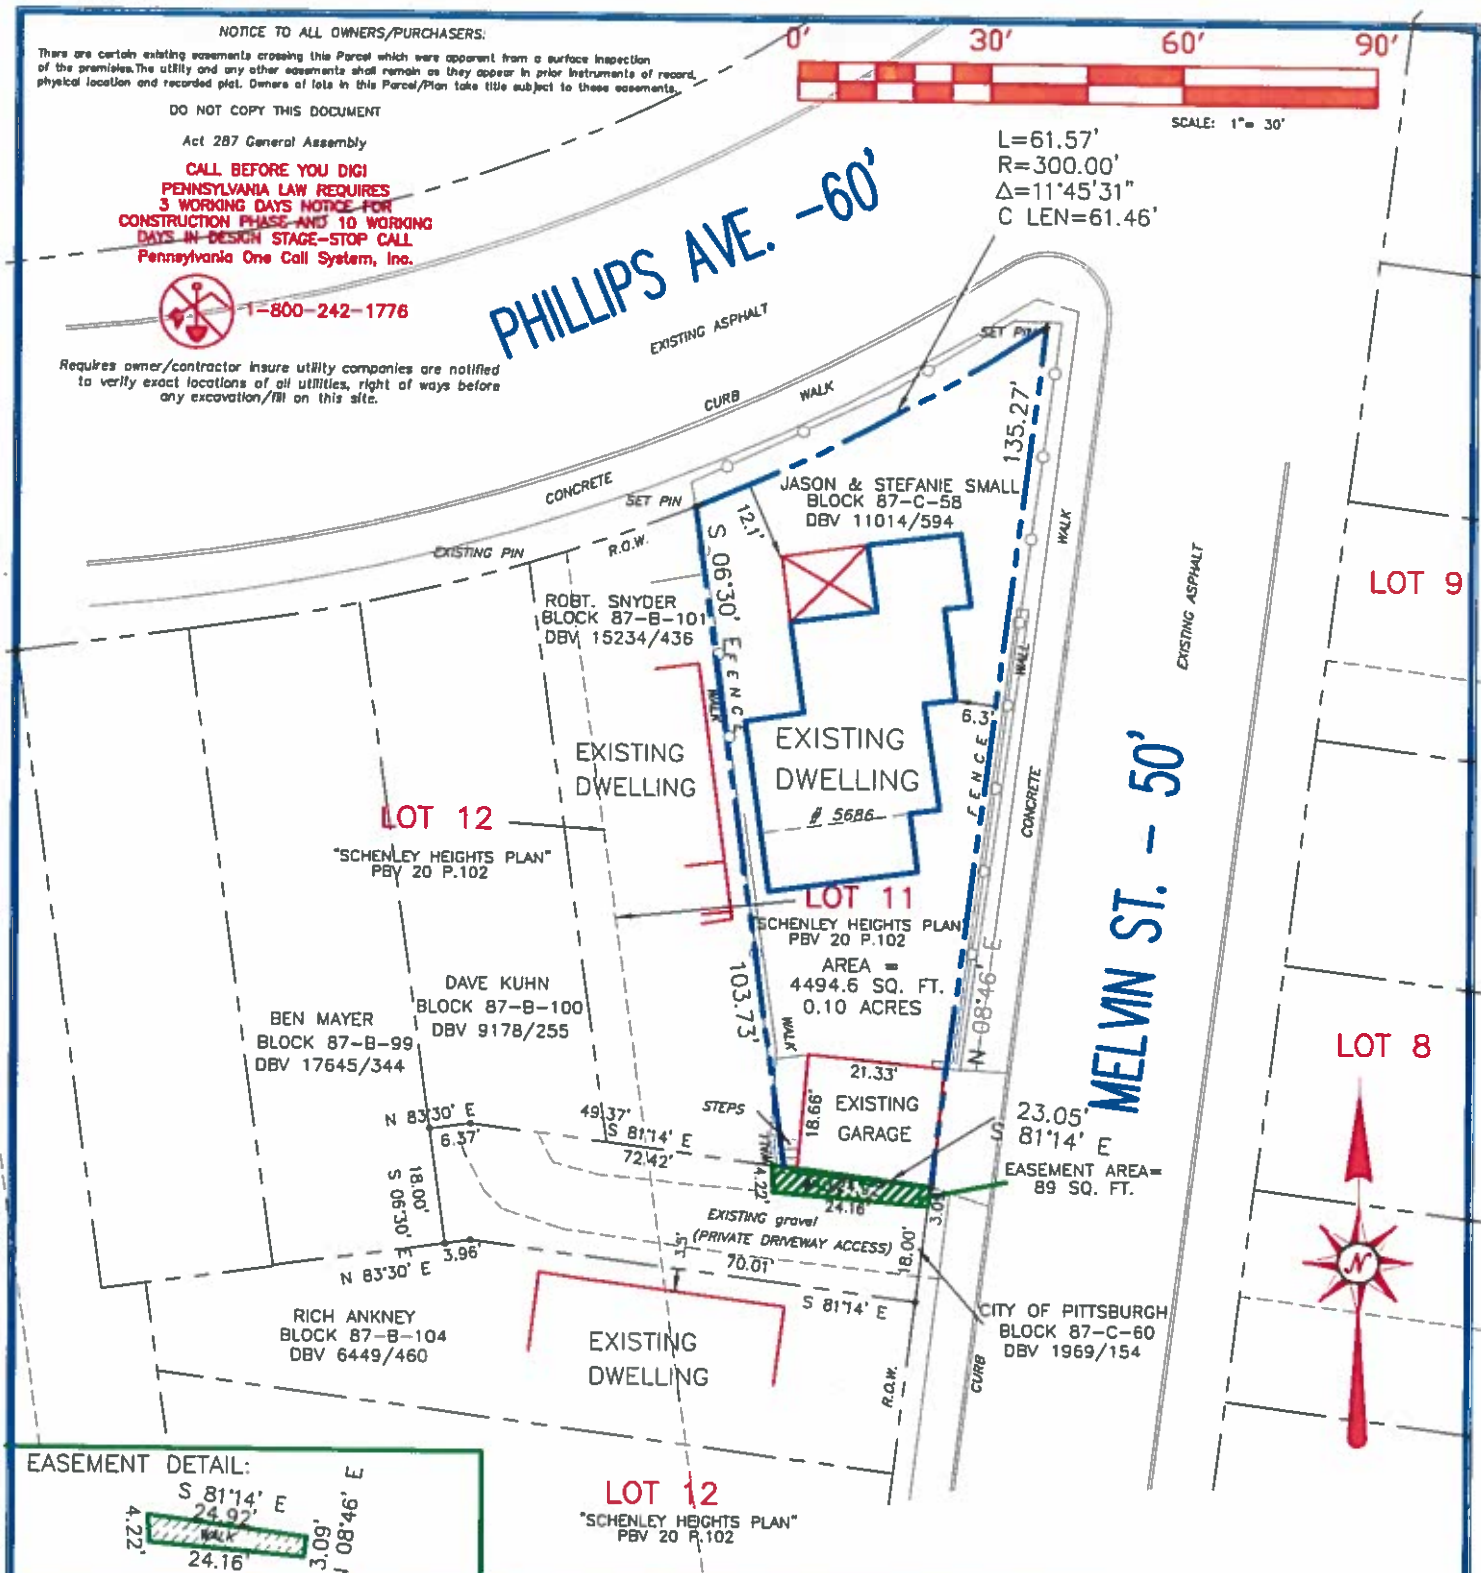 NOTICE TO ALL OWNERS/PURCHASERS:
There are certain existing easements crossing this Parcel which were apparent from a surface inspection
of the premises. The utility and any other easements shall remain as they appear in prior instruments of record,
physical location and recorded plat. Owners of lots in this Parcel/Plan take title subject to these easements.
DO NOT COPY THIS DOCUMENT
Act 287 General Assembly
CALL BEFORE YOU DIG!
PENNSYLVANIA LAW REQUIRES
3 WORKING DAYS NOTICE FOR
CONSTRUCTION PHASE AND 10 WORKING
DAYS IN DESIGN STAGE-STOP CALL
Pennsylvania One Call System, Inc.
1-800-242-1776
Requires owner/contractor insure utility companies are notified
to verify exact locations of all utilities, right of ways before
any excavation/fill on this site.
0' 30' 60' 90'
SCALE: 1"= 30'
L=61.57'
R=300.00'
Δ=11°45'31"
C LEN=61.46'
PHILLIPS AVE. -60'
EXISTING ASPHALT
SET PIN
CURB
WALK
CONCRETE
SET PIN
EXISTING PIN
R.O.W.
135.27'
JASON & STEFANIE SMALL
BLOCK 87-C-58
DBV 11014/594
12.1'
S 06°30' E
FENCE
WALK
ROBT. SNYDER
BLOCK 87-B-101
DBV 15234/436
WALK
WALL
EXISTING ASPHALT
LOT 9
6.3'
FENCE
CONCRETE
EXISTING
DWELLING
EXISTING
DWELLING
# 5686
LOT 12
"SCHENLEY HEIGHTS PLAN"
PBV 20 P.102
LOT 11
"SCHENLEY HEIGHTS PLAN
PBV 20 P.102
AREA =
4494.6 SQ. FT.
0.10 ACRES
103.73'
WALK
N 08°46' E
MELVIN ST. - 50'
LOT 8
DAVE KUHN
BLOCK 87-B-100
DBV 9178/255
BEN MAYER
BLOCK 87-B-99
DBV 17645/344
21.33'
18.66'
EXISTING
GARAGE
STEPS
WALL
N 83°30' E
6.37'
49.37'
S 81°14' E
72.42'
23.05'
S 81°14' E
EASEMENT AREA=
89 SQ. FT.
4.22'
24.92'
24.16'
3.09'
18.00'
S 06°30' E
EXISTING gravel
(PRIVATE DRIVEWAY ACCESS)
18.00'
3.96'
N 83°30' E
70.01'
S 81°14' E
N
RICH ANKNEY
BLOCK 87-B-104
DBV 6449/460
EXISTING
DWELLING
CITY OF PITTSBURGH
BLOCK 87-C-60
DBV 1969/154
R.O.W.
CURB
EASEMENT DETAIL:
S 81°14' E
24.92'
WALK
4.22'
24.16'
3.09'
08°46' E
LOT 12
"SCHENLEY HEIGHTS PLAN"
PBV 20 P.102